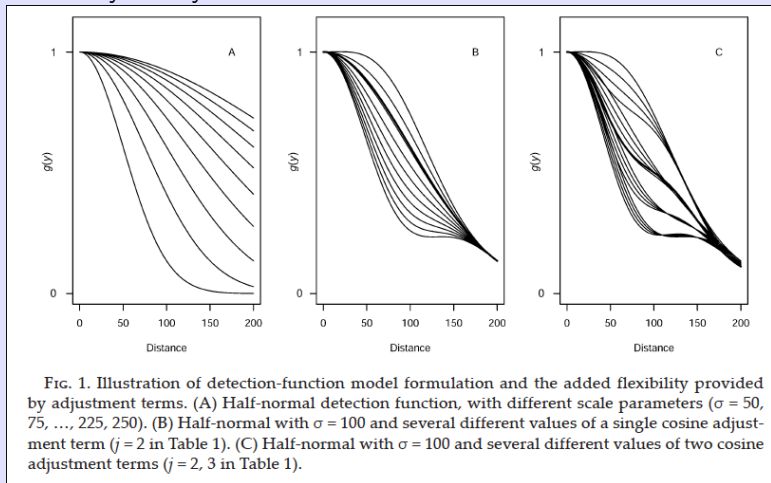 A
B
C
1
1
1
g(y)
g(y)
g(y)
0
0
0
0 50 100 150 200
0 50 100 150 200
0 50 100 150 200
Distance
Distance
Distance
FIG. 1. Illustration of detection-function model formulation and the added flexibility provided
by adjustment terms. (A) Half-normal detection function, with different scale parameters (σ = 50,
75, ..., 225, 250). (B) Half-normal with σ = 100 and several different values of a single cosine adjust-
ment term (j = 2 in Table 1). (C) Half-normal with σ = 100 and several different values of two cosine
adjustment terms (j = 2, 3 in Table 1).